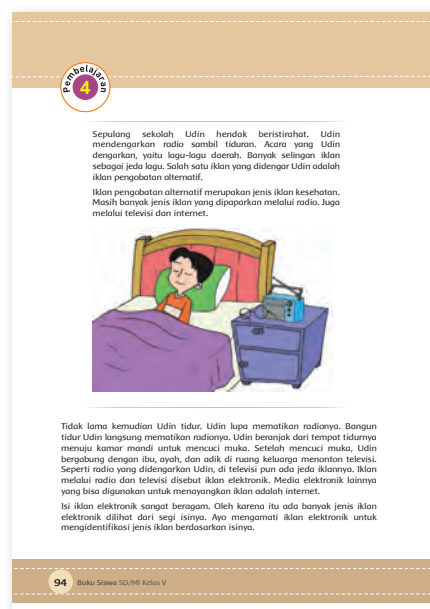 Pembelajaran
4
Sepulang sekolah Udin hendak beristirahat. Udin
mendengarkan radio sambil tiduran. Acara yang Udin
dengarkan, yaitu lagu-lagu daerah. Banyak selingan iklan
sebagai jeda lagu. Salah satu iklan yang didengar Udin adalah
iklan pengobatan alternatif.
Iklan pengobatan alternatif merupakan jenis iklan kesehatan.
Masih banyak jenis iklan yang dipaparkan melalui radio. Juga
melalui televisi dan internet.
Tidak lama kemudian Udin tidur. Udin lupa mematikan radionya. Bangun
tidur Udin langsung mematikan radionya. Udin beranjak dari tempat tidurnya
menuju kamar mandi untuk mencuci muka. Setelah mencuci muka, Udin
bergabung dengan ibu, ayah, dan adik di ruang keluarga menonton televisi.
Seperti radio yang didengarkan Udin, di televisi pun ada jeda iklannya. Iklan
melalui radio dan televisi disebut iklan elektronik. Media elektronik lainnya
yang bisa digunakan untuk menayangkan iklan adalah internet.
Isi iklan elektronik sangat beragam. Oleh karena itu ada banyak jenis iklan
elektronik dilihat dari segi isinya. Ayo mengamati iklan elektronik untuk
mengidentifikasi jenis iklan berdasarkan isinya.
94 Buku Siswa SD/MI Kelas V